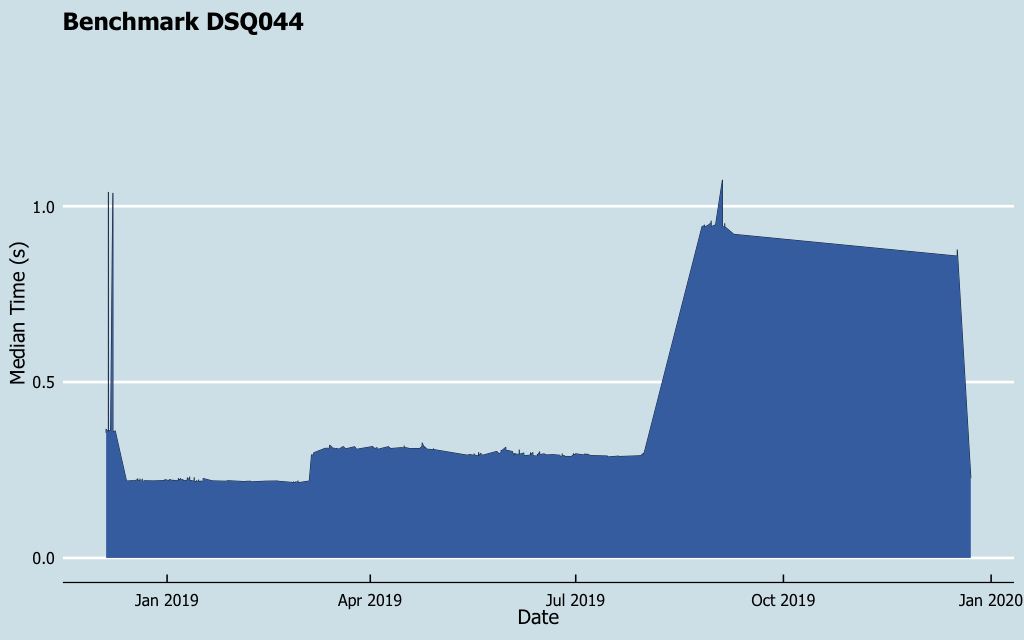 Benchmark DSQ044
Median Time (s)
1.0
0.5
0.0
Jan 2019
Apr 2019
Jul 2019
Oct 2019
Jan 2020
Date